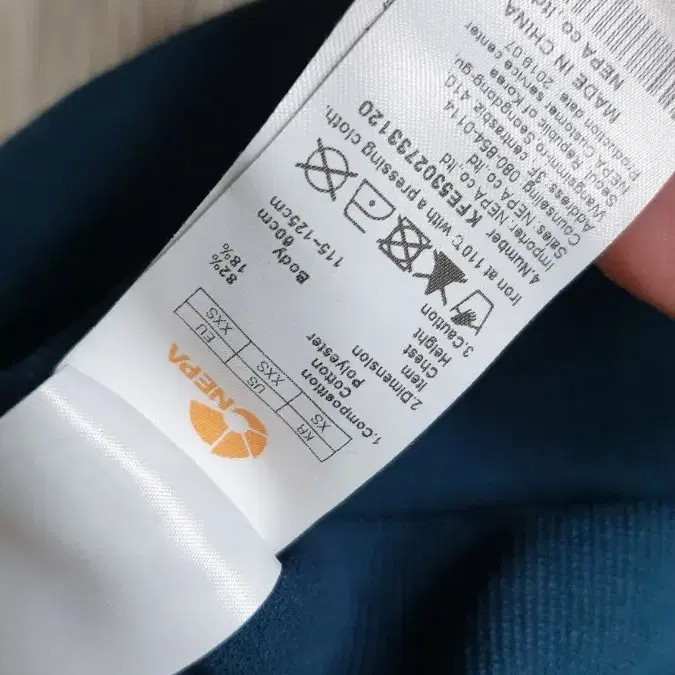 NEPA
KR US EU
XS XXS XXS
1.Composition
Cotton 82%
polyester 18%
2.Dimension
Item
Chest Body 60cm
Height 115~125cm
3.Caution
Iron at 110℃ with a pressing cloth.
4.Number KFE5302733120
Importer:NEPA co.,ltd
Sales: NEPA co.,ltd
Counseling: 080-854-0114
Address: 3F, centrasbiz 410
Wangsimniro Seongdong-gu,
Seoul Republic of Korea
NEPA Customer service center
Production date 2019.07
MADE IN CHINA
NEPA co.,ltd